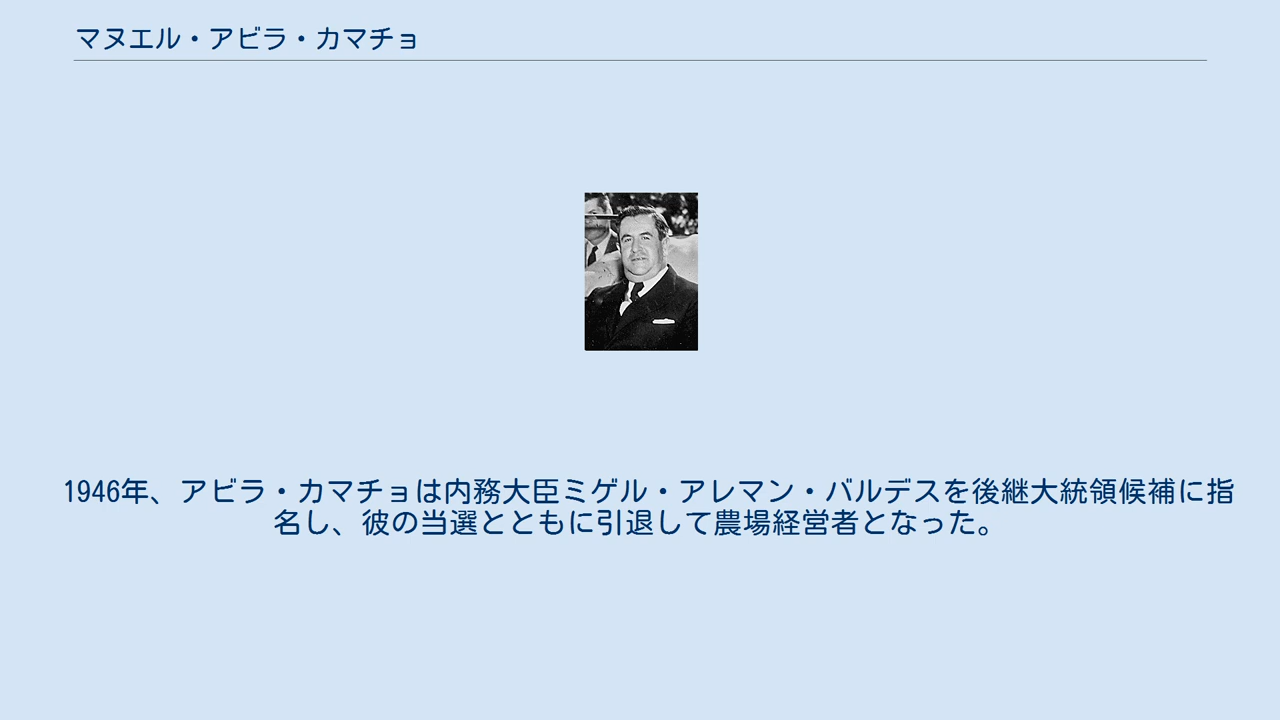 マヌエル・アビラ・カマチョ
1946年、アビラ・カマチョは内務大臣ミゲル・アレマン・バルデスを後継大統領候補に指
名し、彼の当選とともに引退して農場経営者となった。